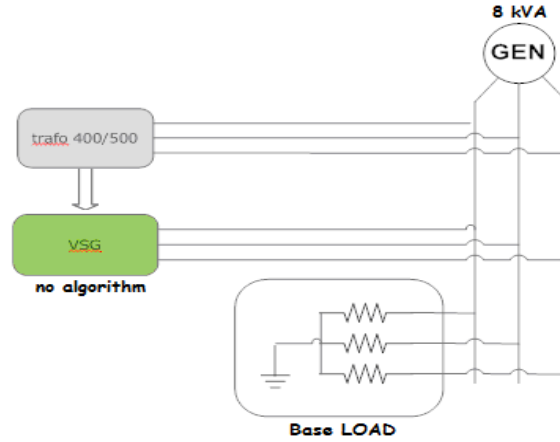 8 kVA
GEN
trafo 400/500
VSG
no algorithm
Base LOAD